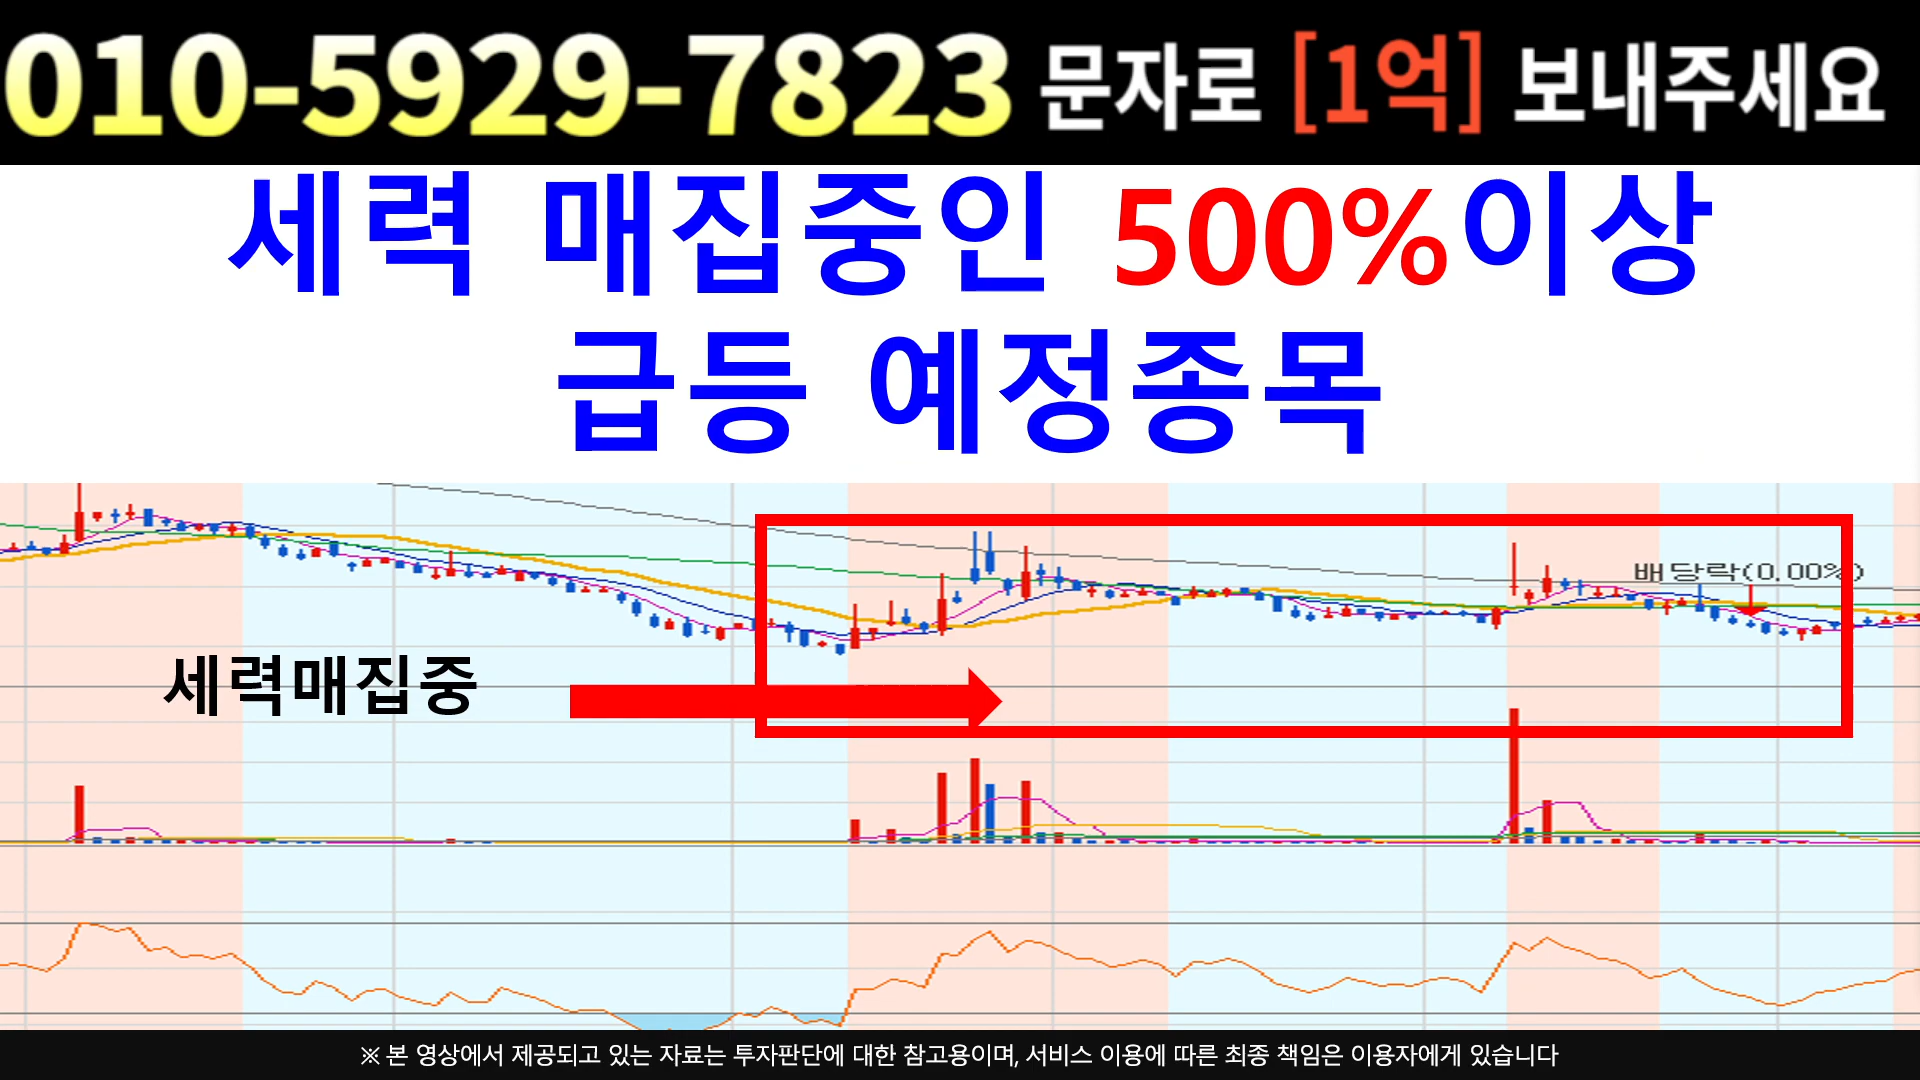 010-5929-7823 문자로 [1억] 보내주세요
세력 매집중인 500%이상
급등 예정종목
배당락(0.00%)
세력매집중
※ 본 영상에서 제공되고 있는 자료는 투자판단에 대한 참고용이며, 서비스 이용에 따른 최종 책임은 이용자에게 있습니다